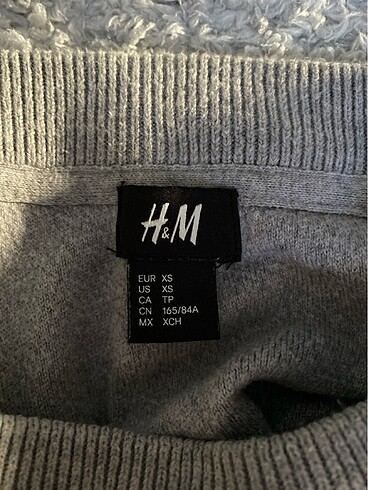 H&M
EUR XS
US XS
CA TP
CN 165/84A
MX XCH